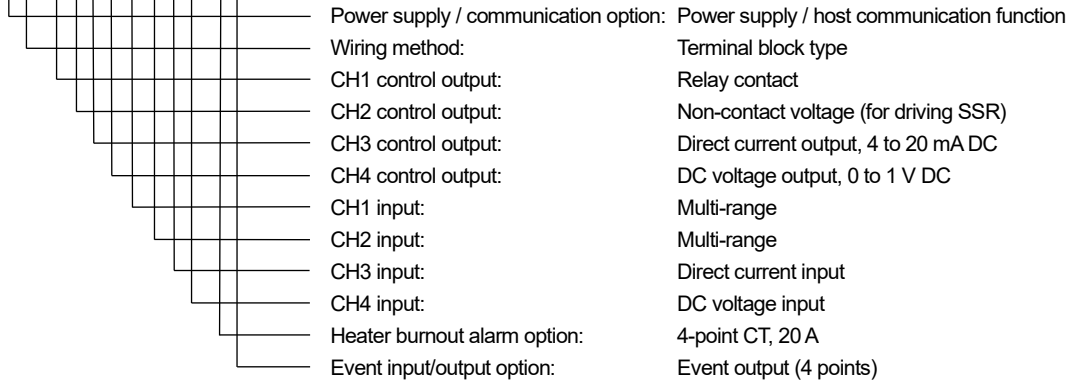 Power supply / communication option: Power supply / host communication function
Wiring method: Terminal block type
CH1 control output: Relay contact
CH2 control output: Non-contact voltage (for driving SSR)
CH3 control output: Direct current output, 4 to 20 mA DC
CH4 control output: DC voltage output, 0 to 1 V DC
CH1 input: Multi-range
CH2 input: Multi-range
CH3 input: Direct current input
CH4 input: DC voltage input
Heater burnout alarm option: 4-point CT, 20 A
Event input/output option: Event output (4 points)